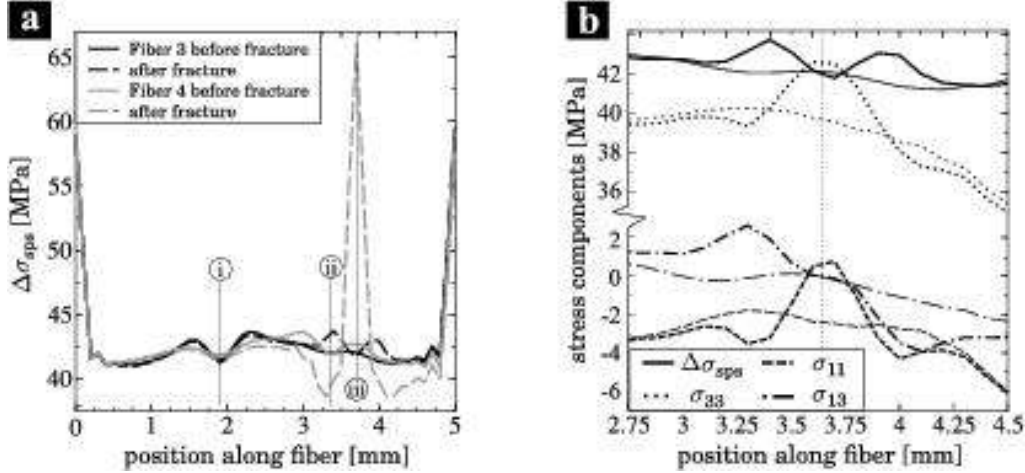 a
Fiber 3 before fracture
after fracture
Fiber 4 before fracture
after fracture
65
60
55
50
45
40
Δσsps [MPa]
i
ii
iii
0 1 2 3 4 5
position along fiber [mm]
b
42
40
38
36
2
0
-2
-4
-6
stress components [MPa]
Δσsps
σ11
σ33
σ13
2.75 3 3.25 3.5 3.75 4 4.25 4.5
position along fiber [mm]